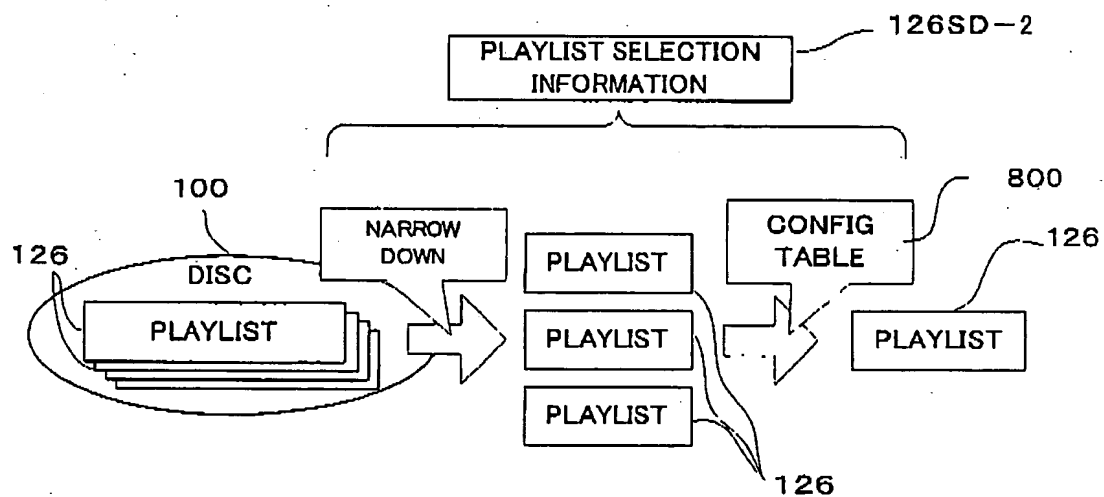 126SD-2
PLAYLIST SELECTION
INFORMATION
100
800
NARROW
DOWN
CONFIG
TABLE
126
126
DISC
PLAYLIST
PLAYLIST
PLAYLIST
PLAYLIST
PLAYLIST
126